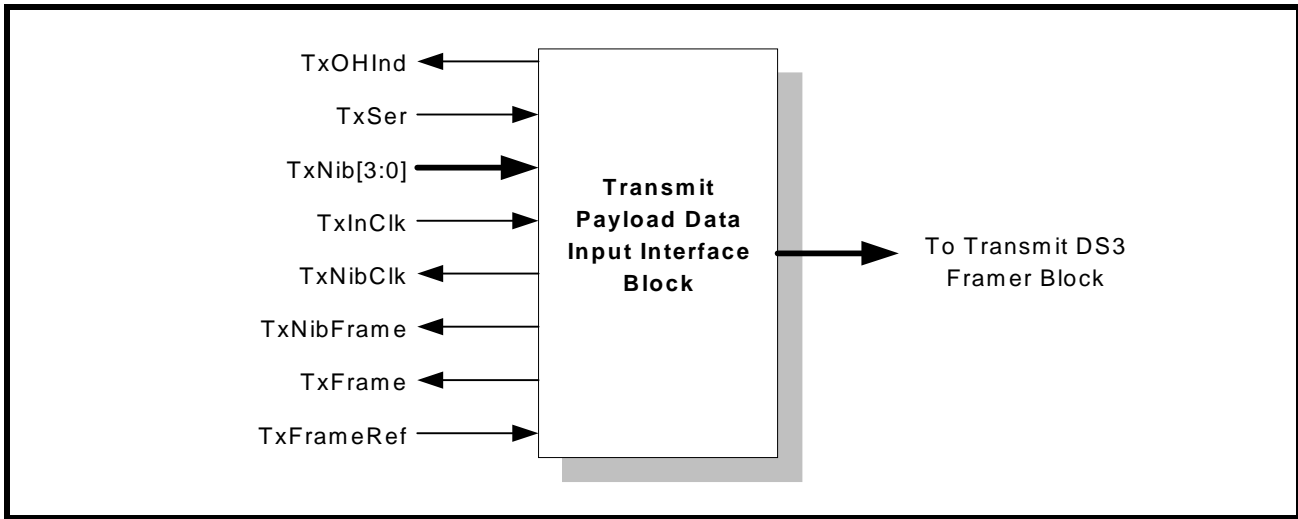 TxOHInd
TxSer
TxNib[3:0]
TxInClk
TxNibClk
TxNibFrame
TxFrame
TxFrameRef
Transmit
Payload Data
Input Interface
Block
To Transmit DS3
Framer Block